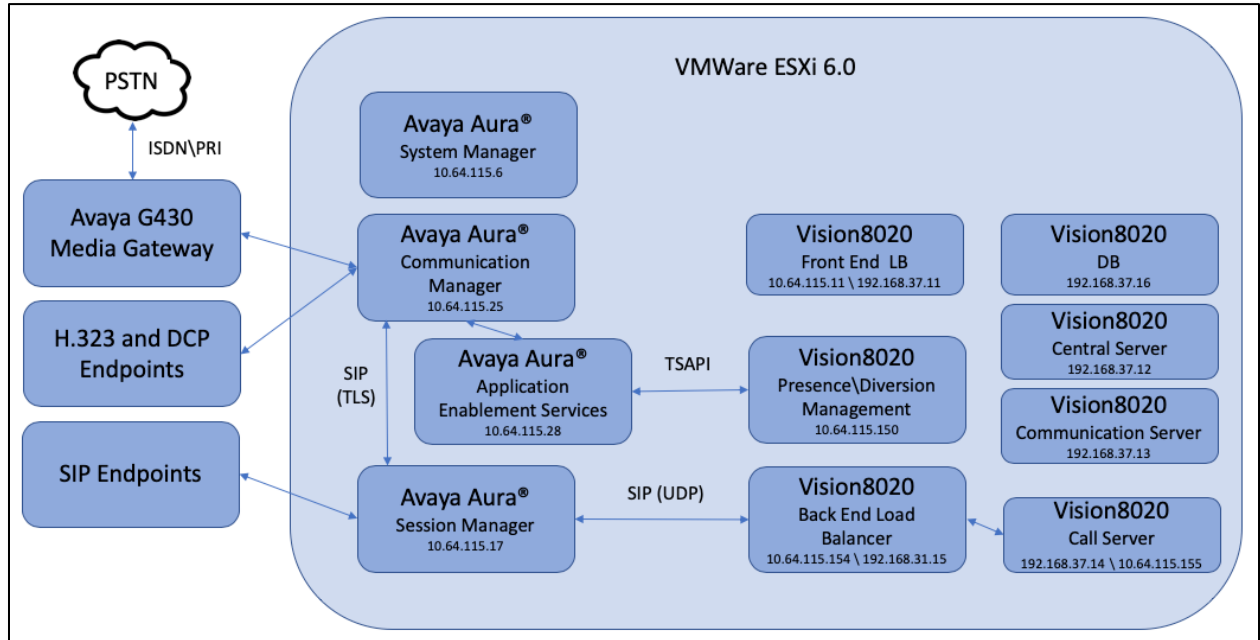 VMWare ESXi 6.0
PSTN
ISDN\PRI
Avaya G430
Media Gateway
H.323 and DCP
Endpoints
SIP Endpoints
Avaya Aura®
System Manager
10.64.115.6
Avaya Aura®
Communication
Manager
10.64.115.25
SIP
(TLS)
Avaya Aura®
Application
Enablement Services
10.64.115.28
TSAPI
Avaya Aura®
Session Manager
10.64.115.17
SIP (UDP)
Vision8020
Front End LB
10.64.115.11 \ 192.168.37.11
Vision8020
Presence\Diversion
Management
10.64.115.150
Vision8020
Back End Load
Balancer
10.64.115.154 \ 192.168.31.15
Vision8020
DB
192.168.37.16
Vision8020
Central Server
192.168.37.12
Vision8020
Communication Server
192.168.37.13
Vision8020
Call Server
192.168.37.14 \ 10.64.115.155